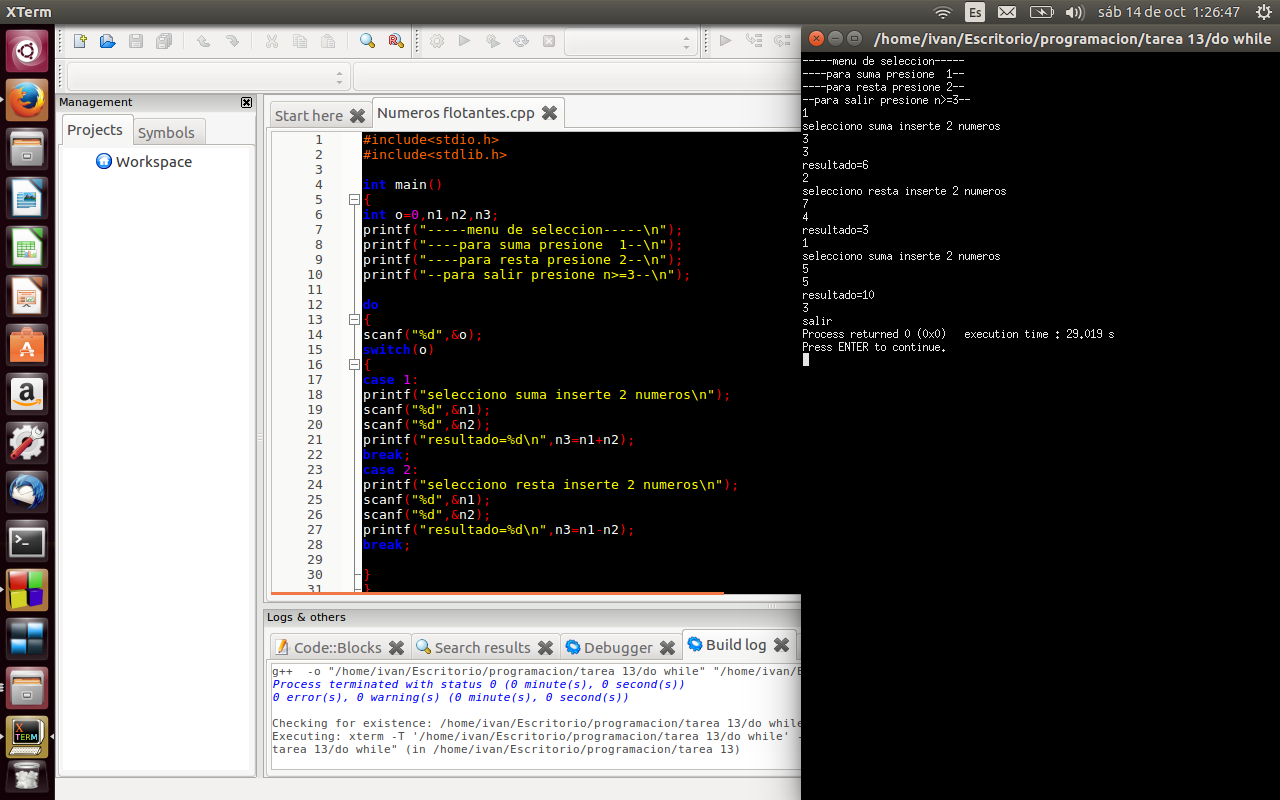 XTerm
Es
sáb 14 de oct 1:26:47
/home/ivan/Escritorio/programacion/tarea 13/do while
Management
Projects
Symbols
Workspace
Start here
Numeros flotantes.cpp
1 #include<stdio.h>
2 #include<stdlib.h>
3
4 int main()
5 {
6 int o=0,n1,n2,n3;
7 printf("-----menu de seleccion-----\n");
8 printf("----para suma presione  1--\n");
9 printf("----para resta presione 2--\n");
10 printf("--para salir presione n>=3--\n");
11
12 do
13 {
14 scanf("%d",&o);
15 switch(o)
16 {
17 case 1:
18 printf("selecciono suma inserte 2 numeros\n");
19 scanf("%d",&n1);
20 scanf("%d",&n2);
21 printf("resultado=%d\n",n3=n1+n2);
22 break;
23 case 2:
24 printf("selecciono resta inserte 2 numeros\n");
25 scanf("%d",&n1);
26 scanf("%d",&n2);
27 printf("resultado=%d\n",n3=n1-n2);
28 break;
29
30 }
31 }
Logs & others
Code::Blocks
Search results
Debugger
Build log
g++  -o "/home/ivan/Escritorio/programacion/tarea 13/do while" "/home/ivan/E
Process terminated with status 0 (0 minute(s), 0 second(s))
0 error(s), 0 warning(s) (0 minute(s), 0 second(s))
Checking for existence: /home/ivan/Escritorio/programacion/tarea 13/do while
Executing: xterm -T '/home/ivan/Escritorio/programacion/tarea 13/do while' -
tarea 13/do while" (in /home/ivan/Escritorio/programacion/tarea 13)
-----menu de seleccion-----
----para suma presione  1--
----para resta presione 2--
--para salir presione n>=3--
1
selecciono suma inserte 2 numeros
3
3
resultado=6
2
selecciono resta inserte 2 numeros
7
4
resultado=3
1
selecciono suma inserte 2 numeros
5
5
resultado=10
3
salir
Process returned 0 (0x0)   execution time : 29.019 s
Press ENTER to continue.
X
TERM